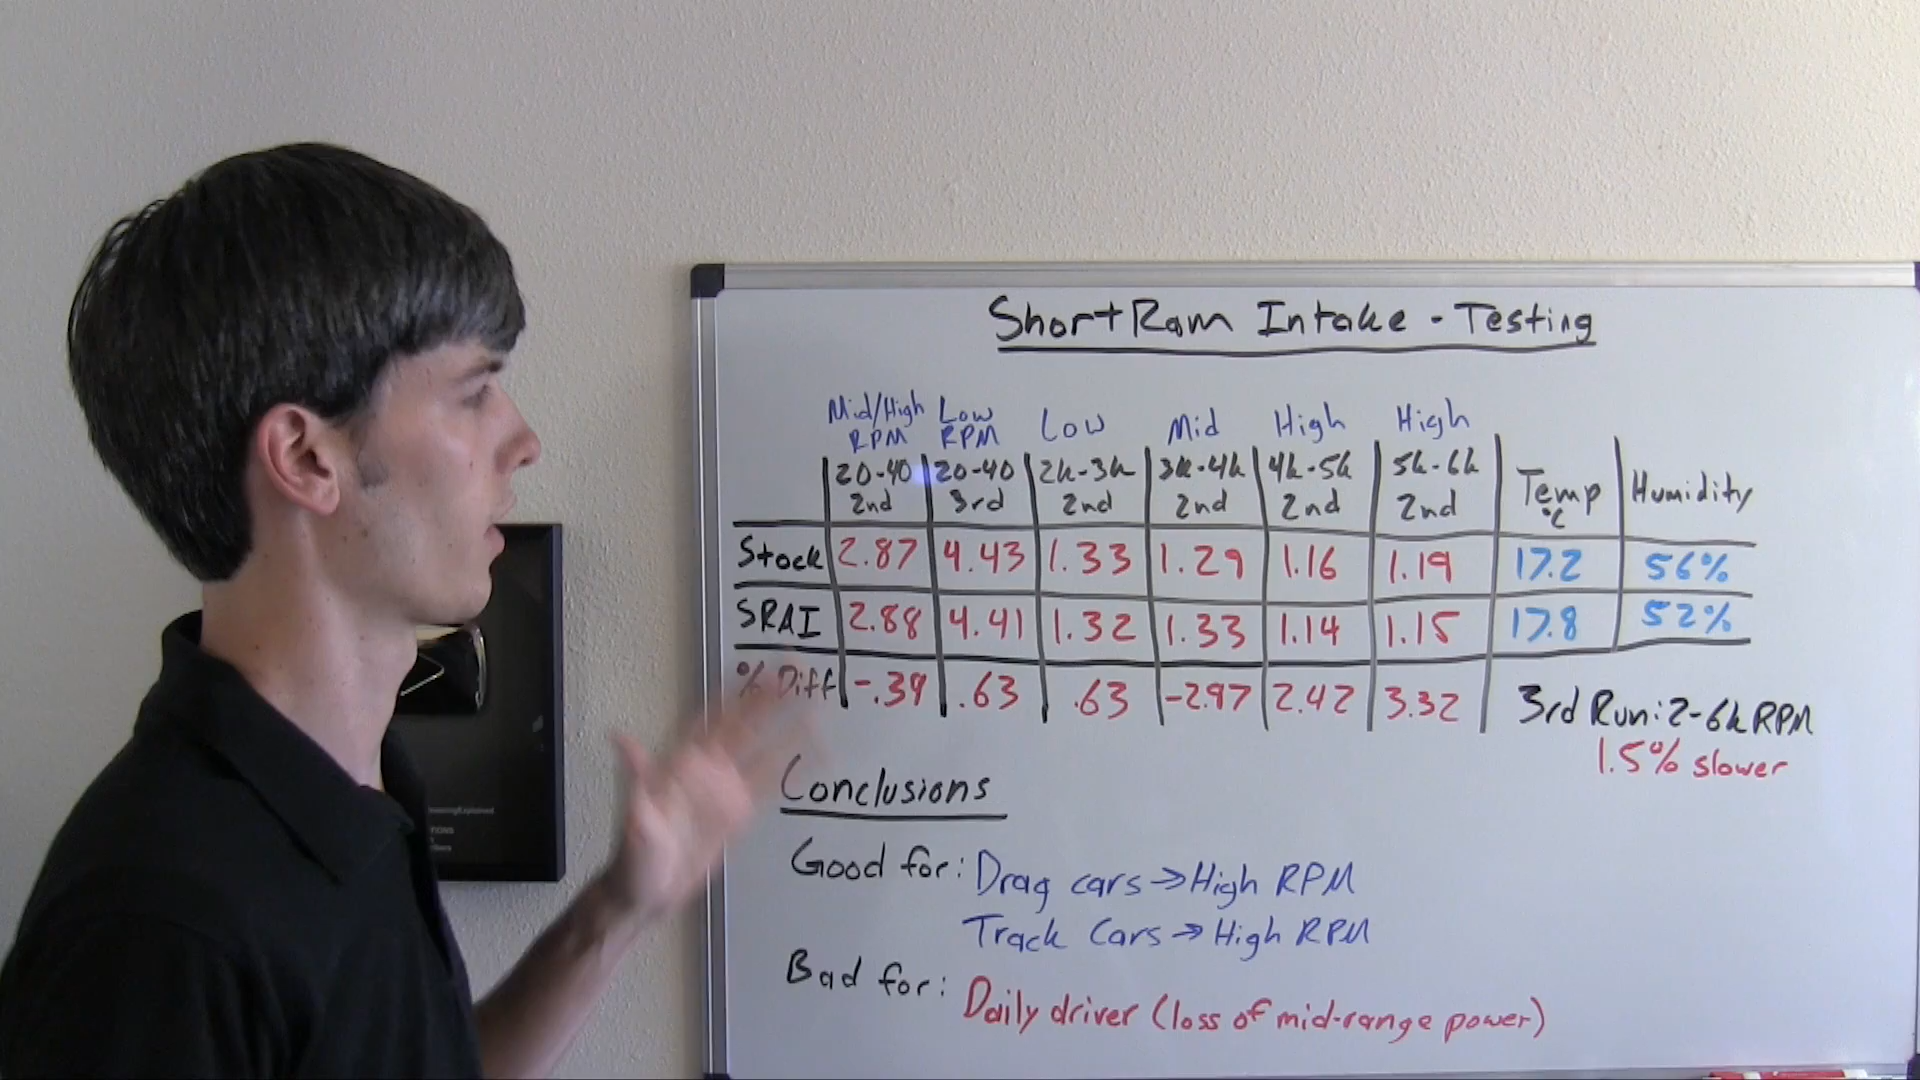 Short Ram Intake - Testing
Mid/High RPM Low RPM Low Mid High High
20-40 2nd 20-40 3rd 2k-3k 2nd 3k-4k 2nd 4k-5k 2nd 5k-6k 2nd Temp °C Humidity
Stock 2.87 4.43 1.33 1.29 1.16 1.19 17.2 56%
SRAI 2.88 4.41 1.32 1.33 1.14 1.15 17.8 52%
% Diff -.39 .63 .63 -2.97 2.42 3.32
3rd Run: 2-6k RPM
1.5% slower
Conclusions
Good for: Drag cars → High RPM
Track Cars → High RPM
Bad for: Daily driver (loss of mid-range power)